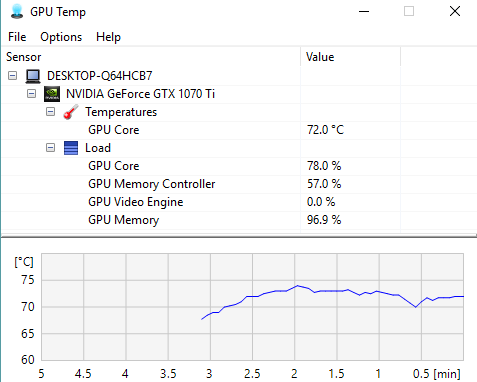 GPU Temp
File Options Help
Sensor Value
DESKTOP-Q64HCB7
NVIDIA GeForce GTX 1070 Ti
Temperatures
GPU Core 72.0 °C
Load
GPU Core 78.0 %
GPU Memory Controller 57.0 %
GPU Video Engine 0.0 %
GPU Memory 96.9 %
[°C]
75
70
65
60
5 4.5 4 3.5 3 2.5 2 1.5 1 0.5 [min]